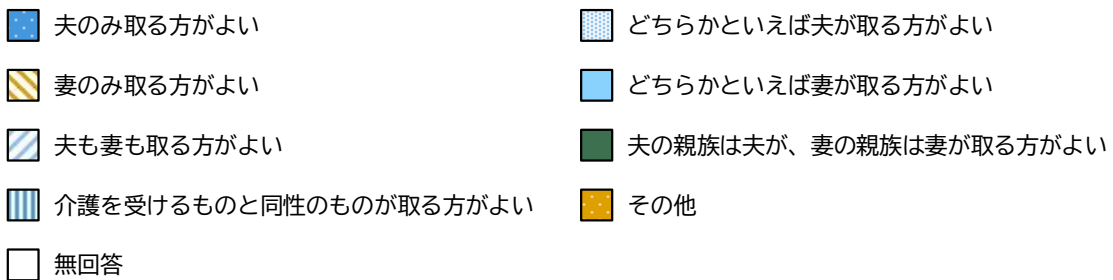 夫のみ取る方がよい
どちらかといえば夫が取る方がよい
妻のみ取る方がよい
どちらかといえば妻が取る方がよい
夫も妻も取る方がよい
夫の親族は夫が、妻の親族は妻が取る方がよい
介護を受けるものと同性のものが取る方がよい
その他
無回答